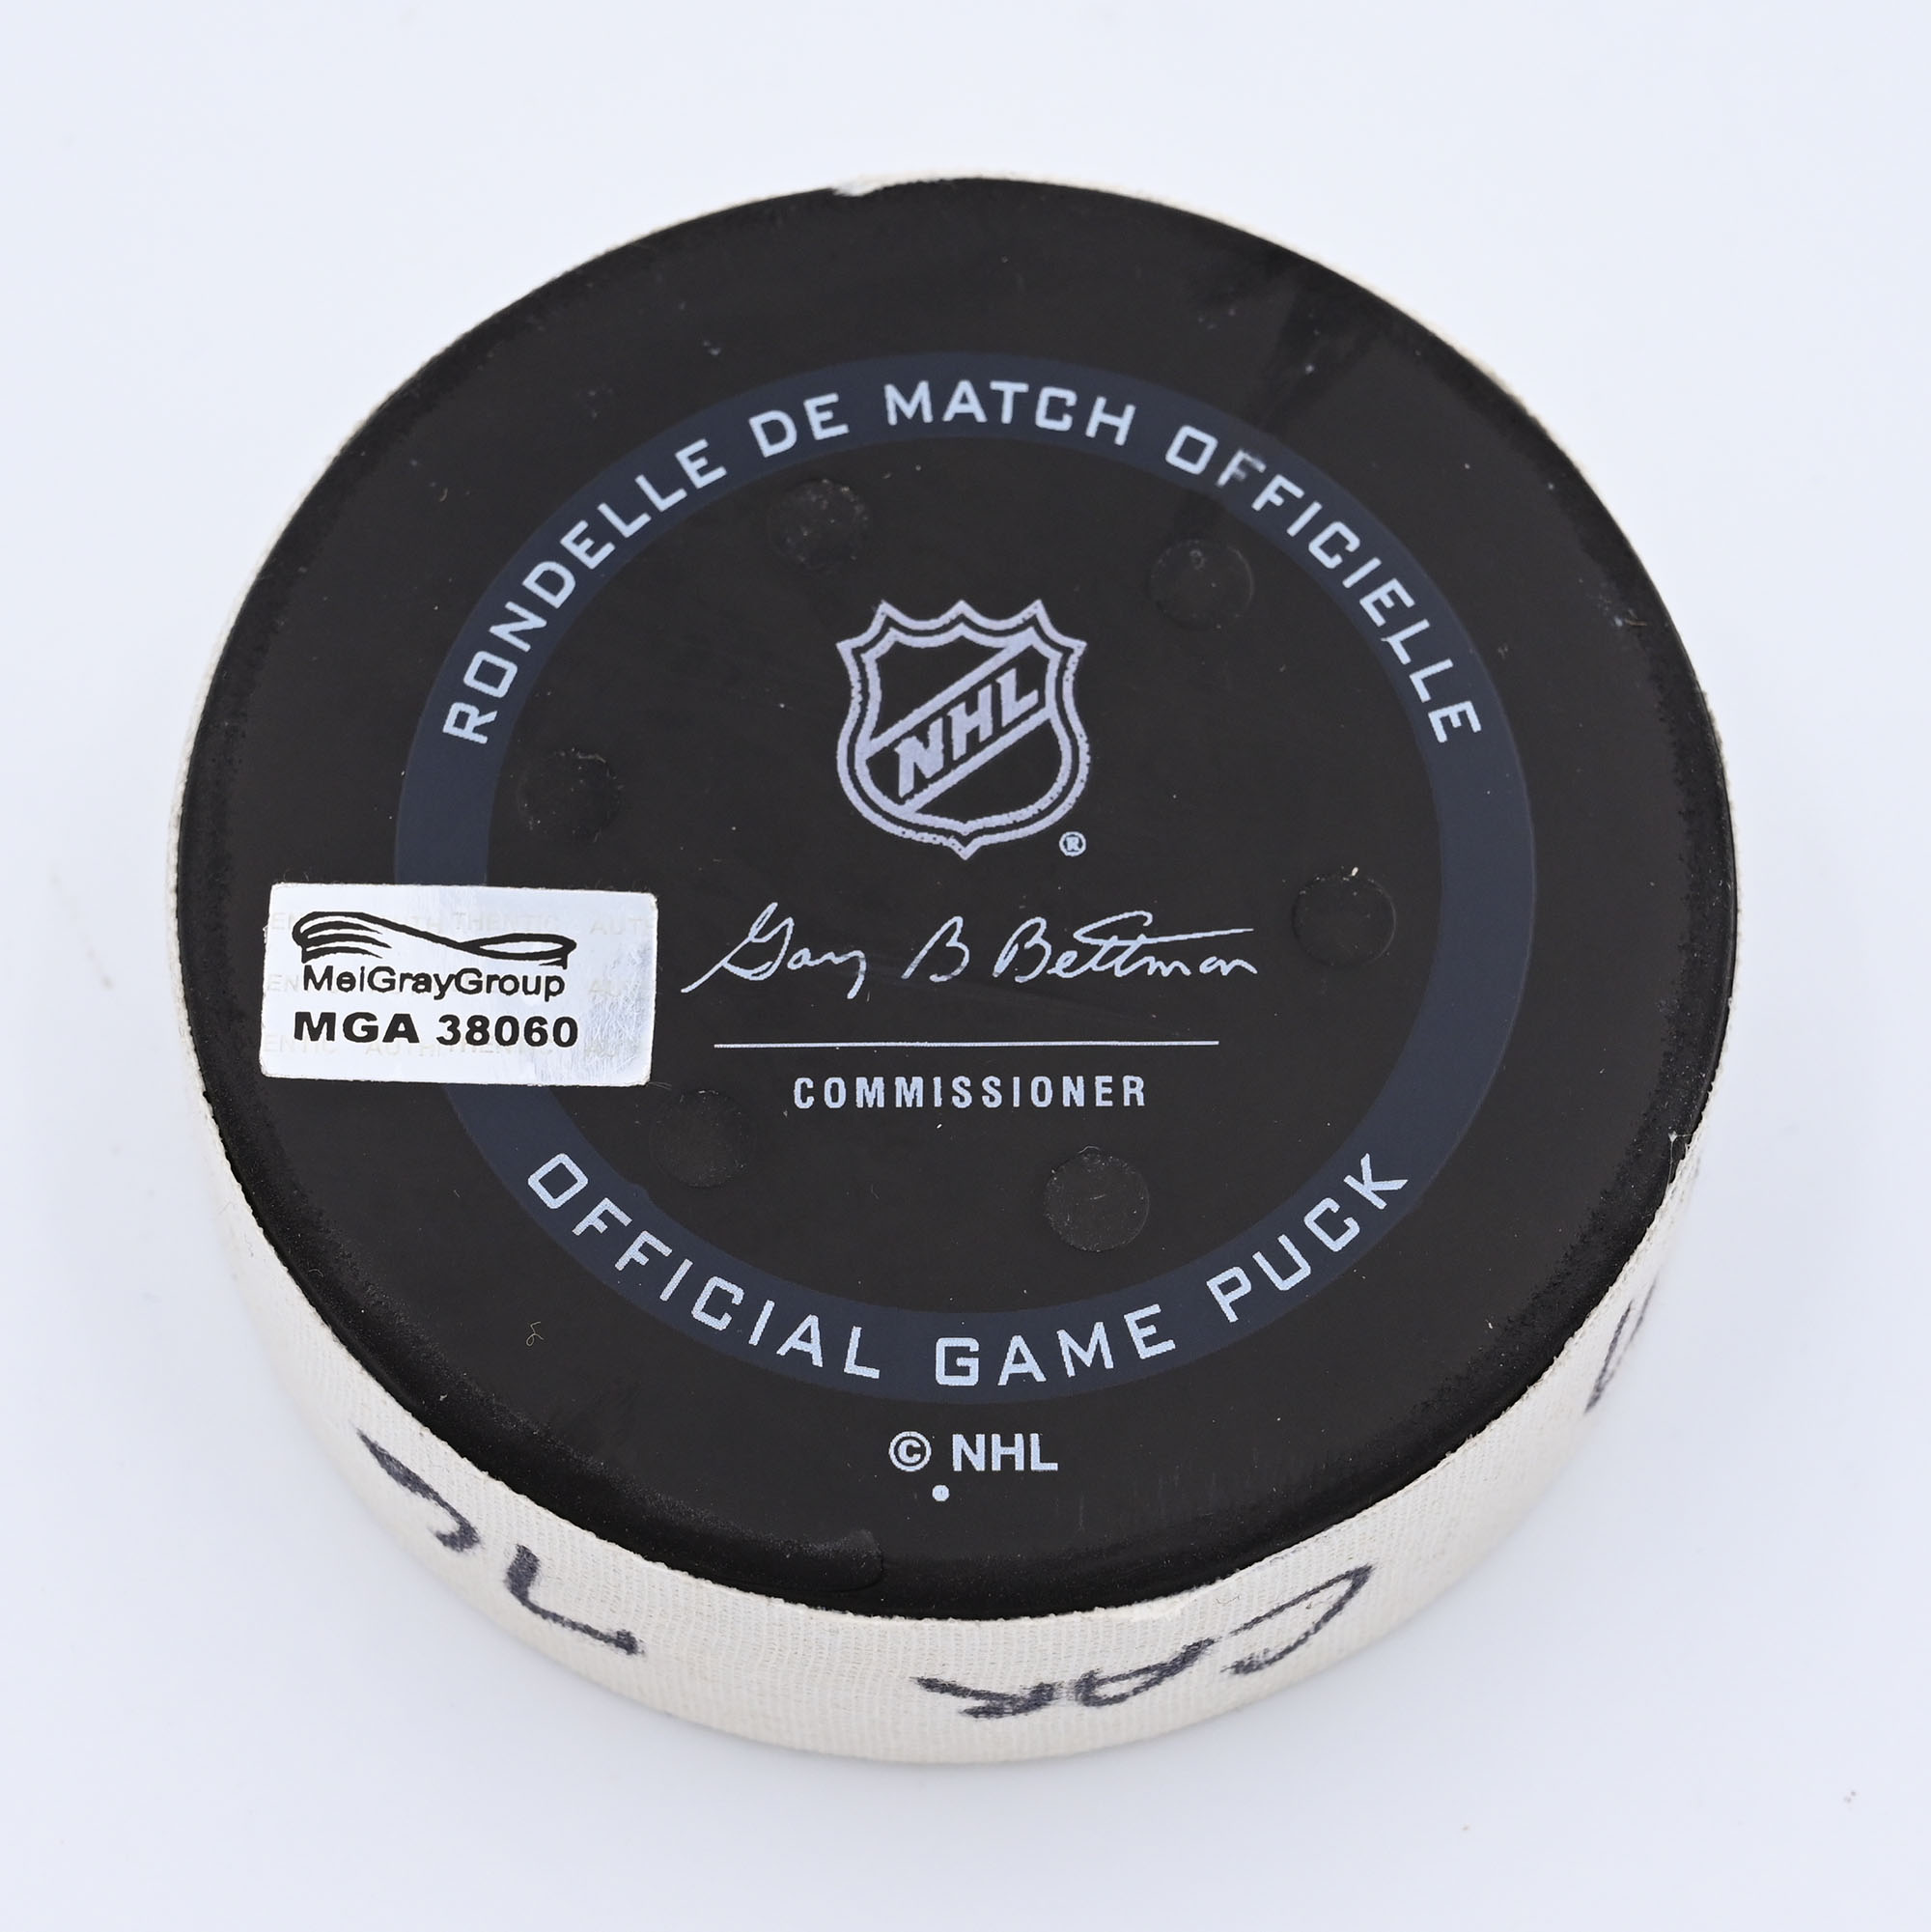 RONDELLE DE MATCH OFFICIELLE
NHL
®
Gary B Bettman
COMMISSIONER
MeiGrayGroup
MGA 38060
OFFICIAL GAME PUCK
© NHL